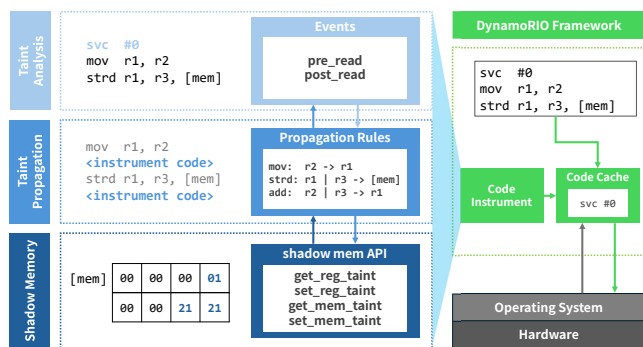 Taint
Analysis
svc #0
mov r1, r2
strd r1, r3, [mem]
Events
pre_read
post_read
Taint
Propagation
mov r1, r2
<instrument code>
strd r1, r3, [mem]
<instrument code>
Propagation Rules
mov: r2 -> r1
strd: r1 | r3 -> [mem]
add: r2 | r3 -> r1
Shadow Memory
[mem]
00 00 00 01
00 00 21 21
shadow mem API
get_reg_taint
set_reg_taint
get_mem_taint
set_mem_taint
DynamoRIO Framework
svc #0
mov r1, r2
strd r1, r3, [mem]
Code
Instrument
Code Cache
svc #0
Operating System
Hardware